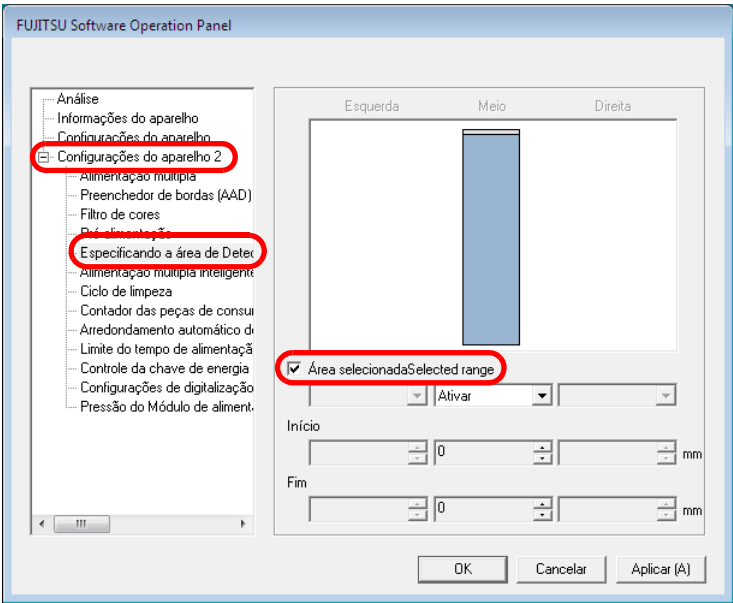 FUJITSU Software Operation Panel
Análise
Informações do aparelho
Configurações do aparelho
Configurações do aparelho 2
Alimentação múltipla
Preenchedor de bordas (AAD)
Filtro de cores
Pré-alimentação
Especificando a área de Detec
Alimentação múltipla inteligente
Ciclo de limpeza
Contador das peças de consu
Arredondamento automático d
Limite do tempo de alimentaçã
Controle da chave de energia
Configurações de digitalização
Pressão do Módulo de aliment
Esquerda Meio Direita
Área selecionadaSelected range
Ativar
Início
0 mm
Fim
0 mm
OK Cancelar Aplicar (A)